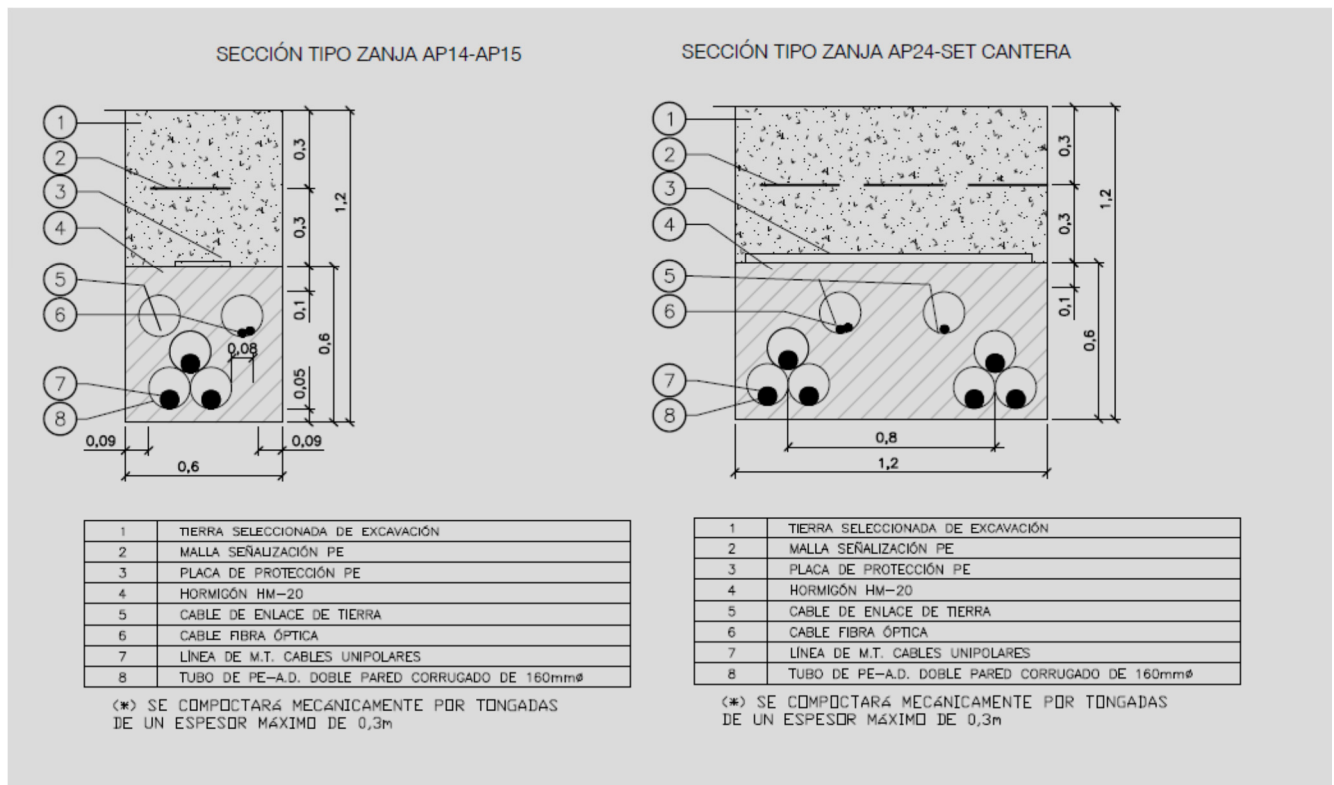 SECCIÓN TIPO ZANJA AP14-AP15
1
2
3
4
5
6
7
8
0,3
0,3
1,2
0,1
0,6
0,08
0,05
0,09
0,09
0,6
1 TIERRA SELECCIONADA DE EXCAVACIÓN
2 MALLA SEÑALIZACIÓN PE
3 PLACA DE PROTECCIÓN PE
4 HORMIGÓN HM-20
5 CABLE DE ENLACE DE TIERRA
6 CABLE FIBRA ÓPTICA
7 LÍNEA DE M.T. CABLES UNIPOLARES
8 TUBO DE PE-A.D. DOBLE PARED CORRUGADO DE 160mmø
(*) SE COMPOCTARá MECáNICAMENTE POR TONGADAS
DE UN ESPESOR MáXIMO DE 0,3m
SECCIÓN TIPO ZANJA AP24-SET CANTERA
1
2
3
4
5
6
7
8
0,3
0,3
1,2
0,1
0,6
0,8
1,2
1 TIERRA SELECCIONADA DE EXCAVACIÓN
2 MALLA SEÑALIZACIÓN PE
3 PLACA DE PROTECCIÓN PE
4 HORMIGÓN HM-20
5 CABLE DE ENLACE DE TIERRA
6 CABLE FIBRA ÓPTICA
7 LÍNEA DE M.T. CABLES UNIPOLARES
8 TUBO DE PE-A.D. DOBLE PARED CORRUGADO DE 160mmø
(*) SE COMPOCTARá MECáNICAMENTE POR TONGADAS
DE UN ESPESOR MáXIMO DE 0,3m